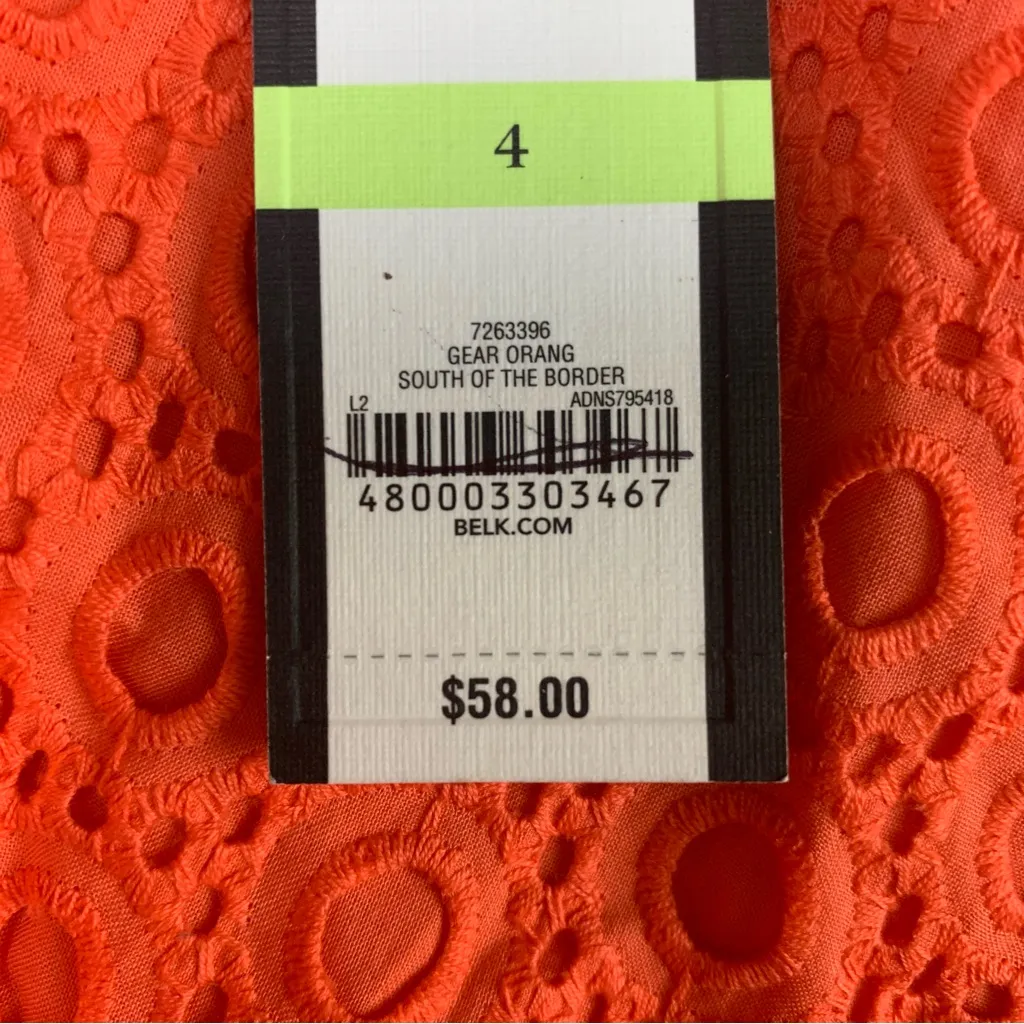 4
7263396
GEAR ORANG
SOUTH OF THE BORDER
L2 ADNS795418
480003303467
BELK.COM
$58.00